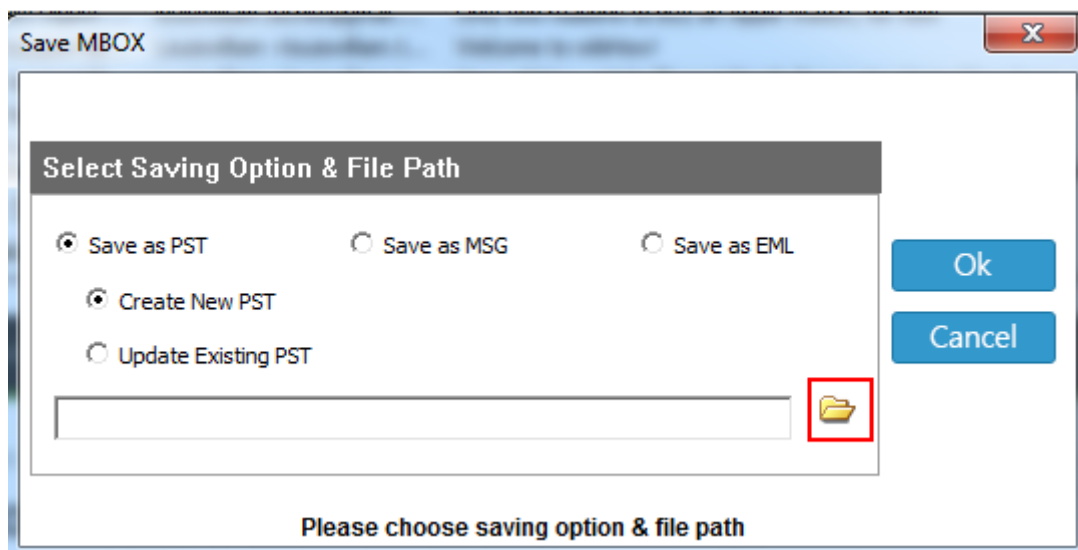 Save MBOX
Select Saving Option & File Path
Save as PST Save as MSG Save as EML
Ok
Create New PST
Cancel
Update Existing PST
Please choose saving option & file path